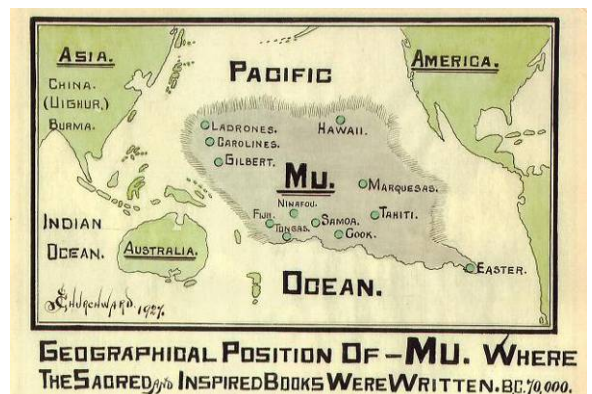 ASIA.
CHINA.
(UIGHUR,)
BURMA.
PACIFIC
AMERICA.
LADRONES.
CAROLINES.
GILBERT.
HAWAII.
MU.
MARQUESAS.
NINAFOU.
FIJI.
TONGAS.
SAMOA.
TAHITI.
COOK.
INDIAN
OCEAN.
AUSTRALIA.
EASTER.
OCEAN.
J. CHURCHWARD. 1927.
GEOGRAPHICAL POSITION OF - MU. WHERE
THE SACRED AND INSPIRED BOOKS WERE WRITTEN. B.C. 70,000.